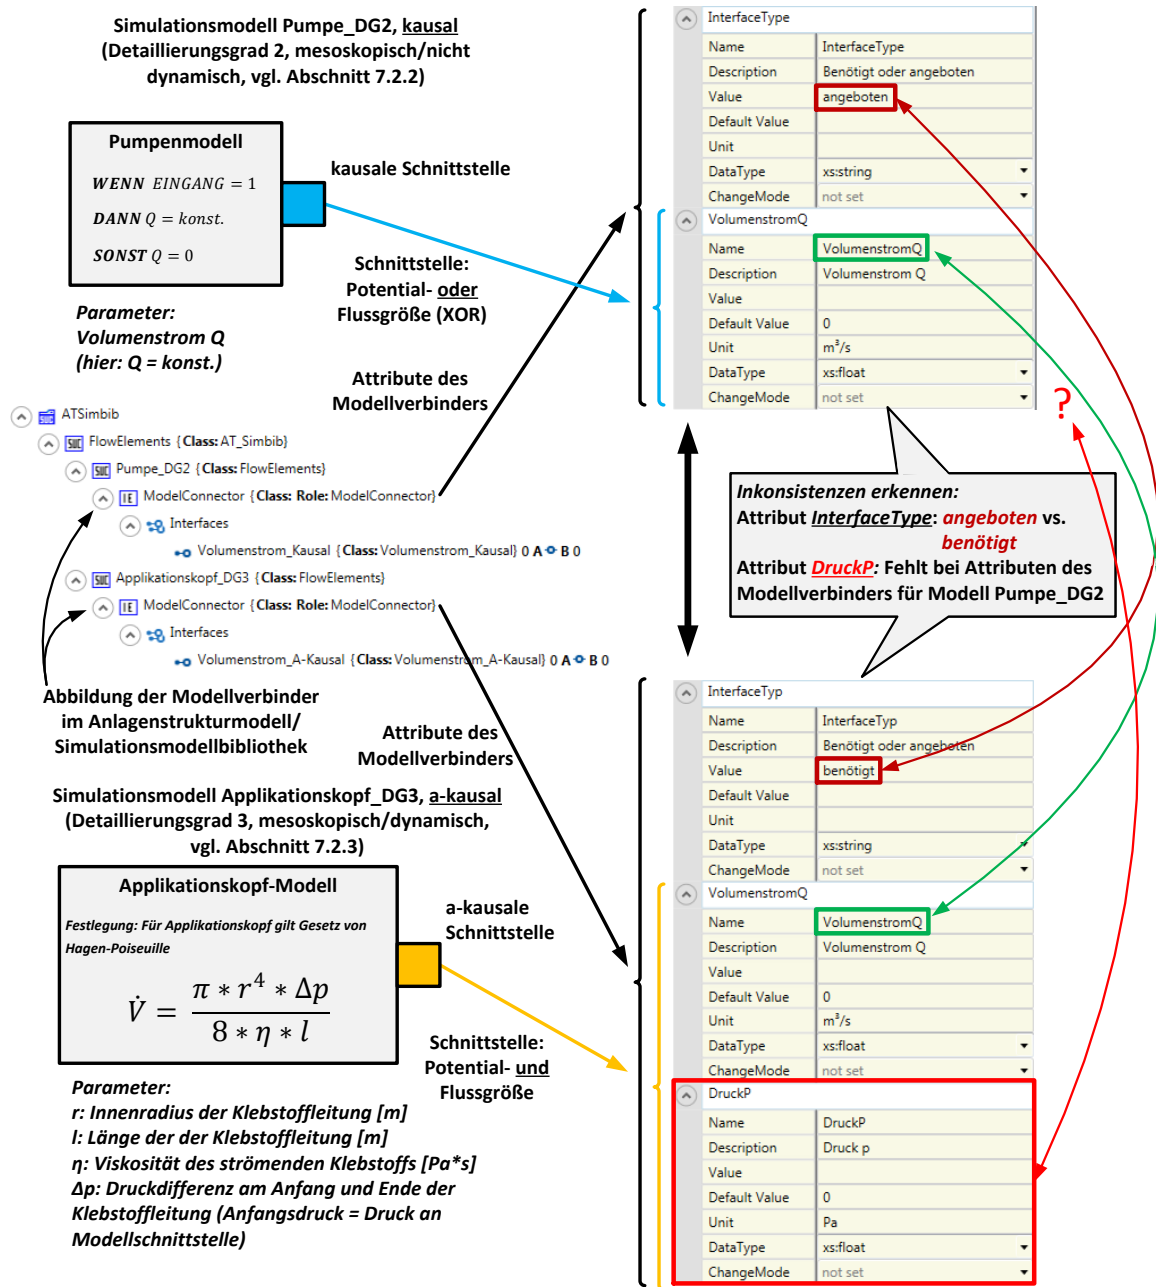 Simulationsmodell Pumpe_DG2, kausal
(Detaillierungsgrad 2, mesoskopisch/nicht
dynamisch, vgl. Abschnitt 7.2.2)
Pumpenmodell
WENN EINGANG = 1
DANN Q = konst.
SONST Q = 0
kausale Schnittstelle
Schnittstelle:
Potential- oder
Flussgröße (XOR)
Parameter:
Volumenstrom Q
(hier: Q = konst.)
Attribute des
Modellverbinders
InterfaceType
Name InterfaceType
Description Benötigt oder angeboten
Value angeboten
Default Value
Unit
DataType xs:string
ChangeMode not set
VolumenstromQ
Name VolumenstromQ
Description Volumenstrom Q
Value
Default Value 0
Unit m³/s
DataType xs:float
ChangeMode not set
?
ATSimbib
SUC FlowElements {Class: AT_Simbib}
SUC Pumpe_DG2 {Class: FlowElements}
IE ModelConnector {Class: Role: ModelConnector}
Interfaces
Volumenstrom_Kausal {Class: Volumenstrom_Kausal} 0 A B 0
SUC Applikationskopf_DG3 {Class: FlowElements}
IE ModelConnector {Class: Role: ModelConnector}
Interfaces
Volumenstrom_A-Kausal {Class: Volumenstrom_A-Kausal} 0 A B 0
Inkonsistenzen erkennen:
Attribut InterfaceType: angeboten vs.
benötigt
Attribut DruckP: Fehlt bei Attributen des
Modellverbinders für Modell Pumpe_DG2
Abbildung der Modellverbinder
im Anlagenstrukturmodell/
Simulationsmodellbibliothek
Attribute des
Modellverbinders
Simulationsmodell Applikationskopf_DG3, a-kausal
(Detaillierungsgrad 3, mesoskopisch/dynamisch,
vgl. Abschnitt 7.2.3)
Applikationskopf-Modell
Festlegung: Für Applikationskopf gilt Gesetz von
Hagen-Poiseuille
V̇ = (π * r⁴ * Δp) / (8 * η * l)
a-kausale
Schnittstelle
Schnittstelle:
Potential- und
Flussgröße
Parameter:
r: Innenradius der Klebstoffleitung [m]
l: Länge der der Klebstoffleitung [m]
η: Viskosität des strömenden Klebstoffs [Pa*s]
Δp: Druckdifferenz am Anfang und Ende der
Klebstoffleitung (Anfangsdruck = Druck an
Modellschnittstelle)
InterfaceTyp
Name InterfaceTyp
Description Benötigt oder angeboten
Value benötigt
Default Value
Unit
DataType xs:string
ChangeMode not set
VolumenstromQ
Name VolumenstromQ
Description Volumenstrom Q
Value
Default Value 0
Unit m³/s
DataType xs:float
ChangeMode not set
DruckP
Name DruckP
Description Druck p
Value
Default Value 0
Unit Pa
DataType xs:float
ChangeMode not set